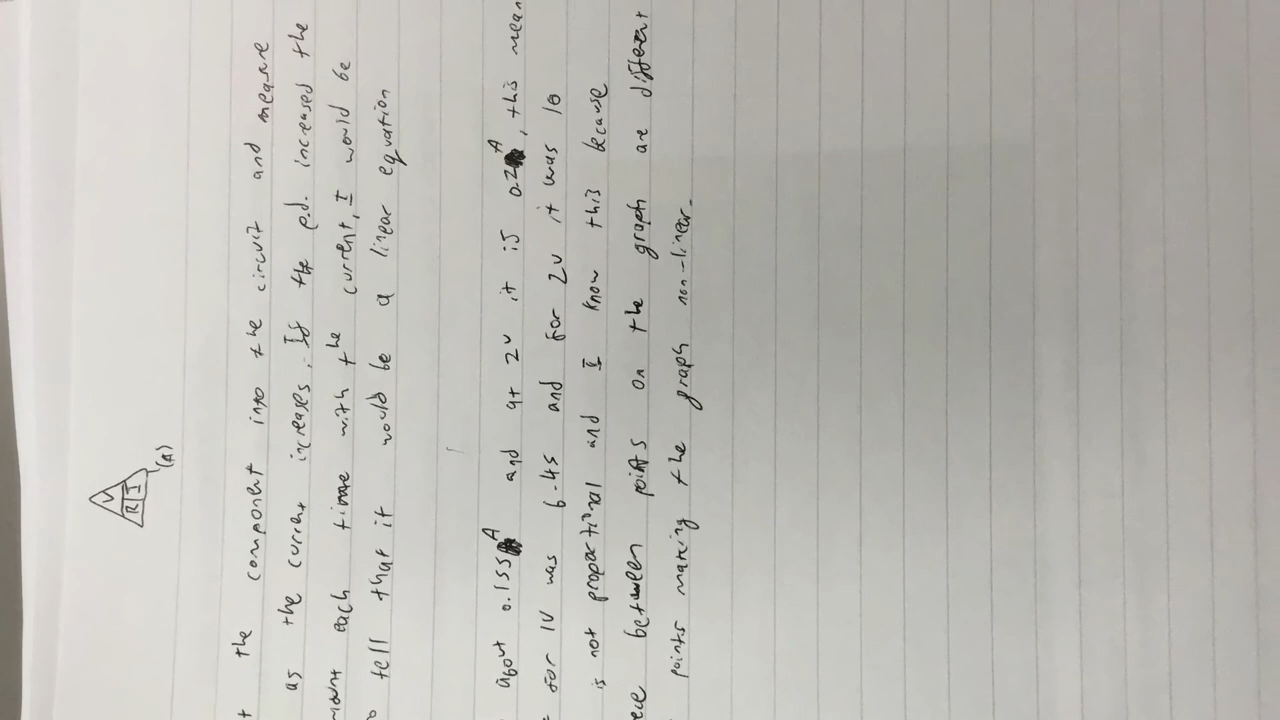 V
R I
(A)
the component into the circuit and measure
as the current increases. If the p.d. increased the
each time with the current, I would be
tell that it would be a linear equation
about 0.155 A and at 2V it is 0.2 A, this mean
for 1V was 6.45 and for 2V it was 10
is not proportional and I know this because
between points on the graph are different
points making the graph non-linear.